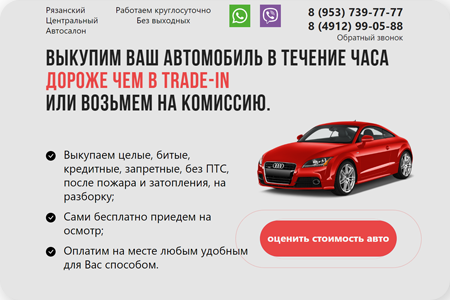 Рязанский
Центральный
Автосалон
Работаем круглосуточно
Без выходных
8 (953) 739-77-77
8 (4912) 99-05-88
Обратный звонок
ВЫКУПИМ ВАШ АВТОМОБИЛЬ В ТЕЧЕНИЕ ЧАСА
ДОРОЖЕ ЧЕМ В TRADE-IN
ИЛИ ВОЗЬМЕМ НА КОМИССИЮ.
Выкупаем целые, битые,
кредитные, запретные, без ПТС,
после пожара и затопления, на
разборку;
Сами бесплатно приедем на
осмотр;
Оплатим на месте любым удобным
для Вас способом.
оценить стоимость авто